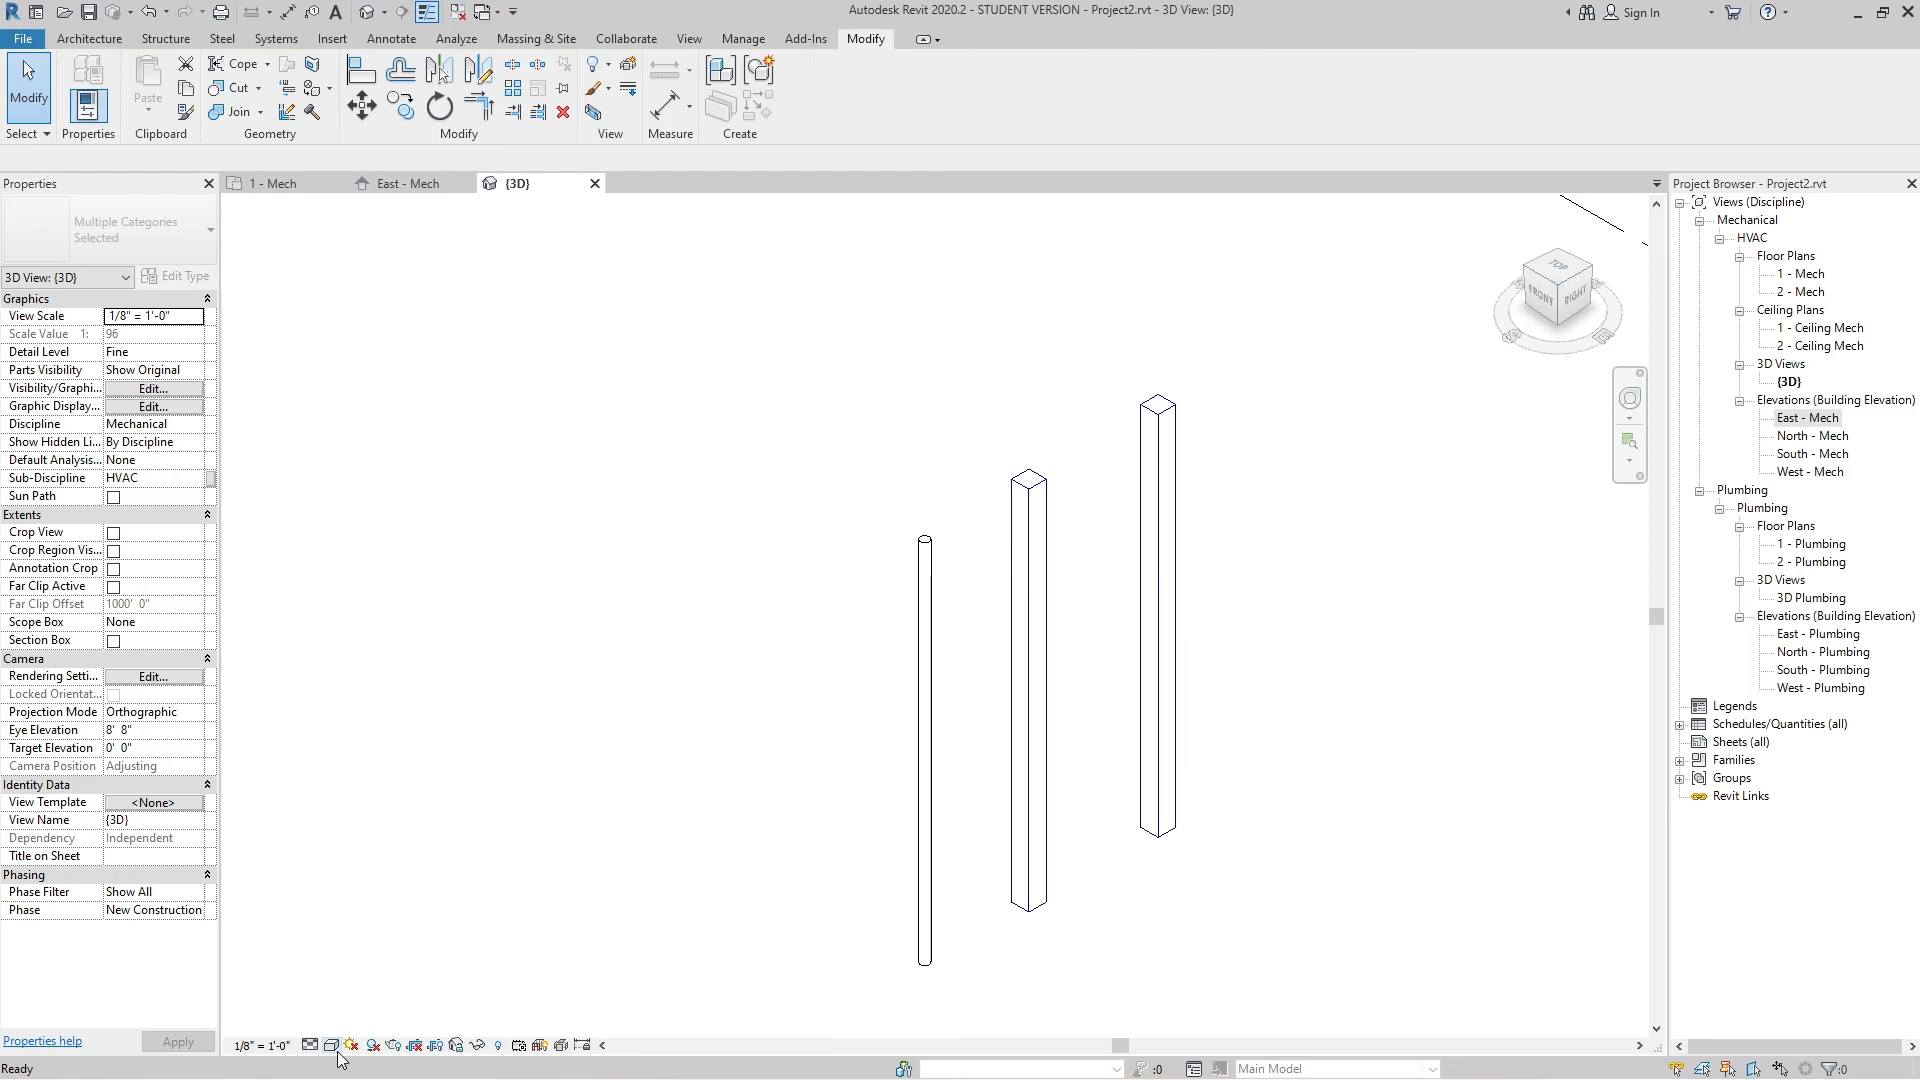 Autodesk Revit 2020.2 - STUDENT VERSION - Project2.rvt - 3D View: {3D}
Sign In
File
Architecture
Structure
Steel
Systems
Insert
Annotate
Analyze
Massing & Site
Collaborate
View
Manage
Add-Ins
Modify
Modify
Paste
Cope
Cut
Join
Select
Properties
Clipboard
Geometry
Modify
View
Measure
Create
Properties
1 - Mech
East - Mech
{3D}
Multiple Categories
Selected
3D View: {3D}
Edit Type
Graphics
View Scale 1/8" = 1'-0"
Scale Value 1: 96
Detail Level Fine
Parts Visibility Show Original
Visibility/Graphi... Edit...
Graphic Display... Edit...
Discipline Mechanical
Show Hidden Li... By Discipline
Default Analysis... None
Sub-Discipline HVAC
Sun Path
Extents
Crop View
Crop Region Vis...
Annotation Crop
Far Clip Active
Far Clip Offset 1000' 0"
Scope Box None
Section Box
Camera
Rendering Setti... Edit...
Locked Orientat...
Projection Mode Orthographic
Eye Elevation 8' 8"
Target Elevation 0' 0"
Camera Position Adjusting
Identity Data
View Template <None>
View Name {3D}
Dependency Independent
Title on Sheet
Phasing
Phase Filter Show All
Phase New Construction
Properties help
Apply
TOP
FRONT
RIGHT
1/8" = 1'-0"
Ready
:0
Main Model
:0
Project Browser - Project2.rvt
Views (Discipline)
Mechanical
HVAC
Floor Plans
1 - Mech
2 - Mech
Ceiling Plans
1 - Ceiling Mech
2 - Ceiling Mech
3D Views
{3D}
Elevations (Building Elevation)
East - Mech
North - Mech
South - Mech
West - Mech
Plumbing
Plumbing
Floor Plans
1 - Plumbing
2 - Plumbing
3D Views
3D Plumbing
Elevations (Building Elevation)
East - Plumbing
North - Plumbing
South - Plumbing
West - Plumbing
Legends
Schedules/Quantities (all)
Sheets (all)
Families
Groups
Revit Links